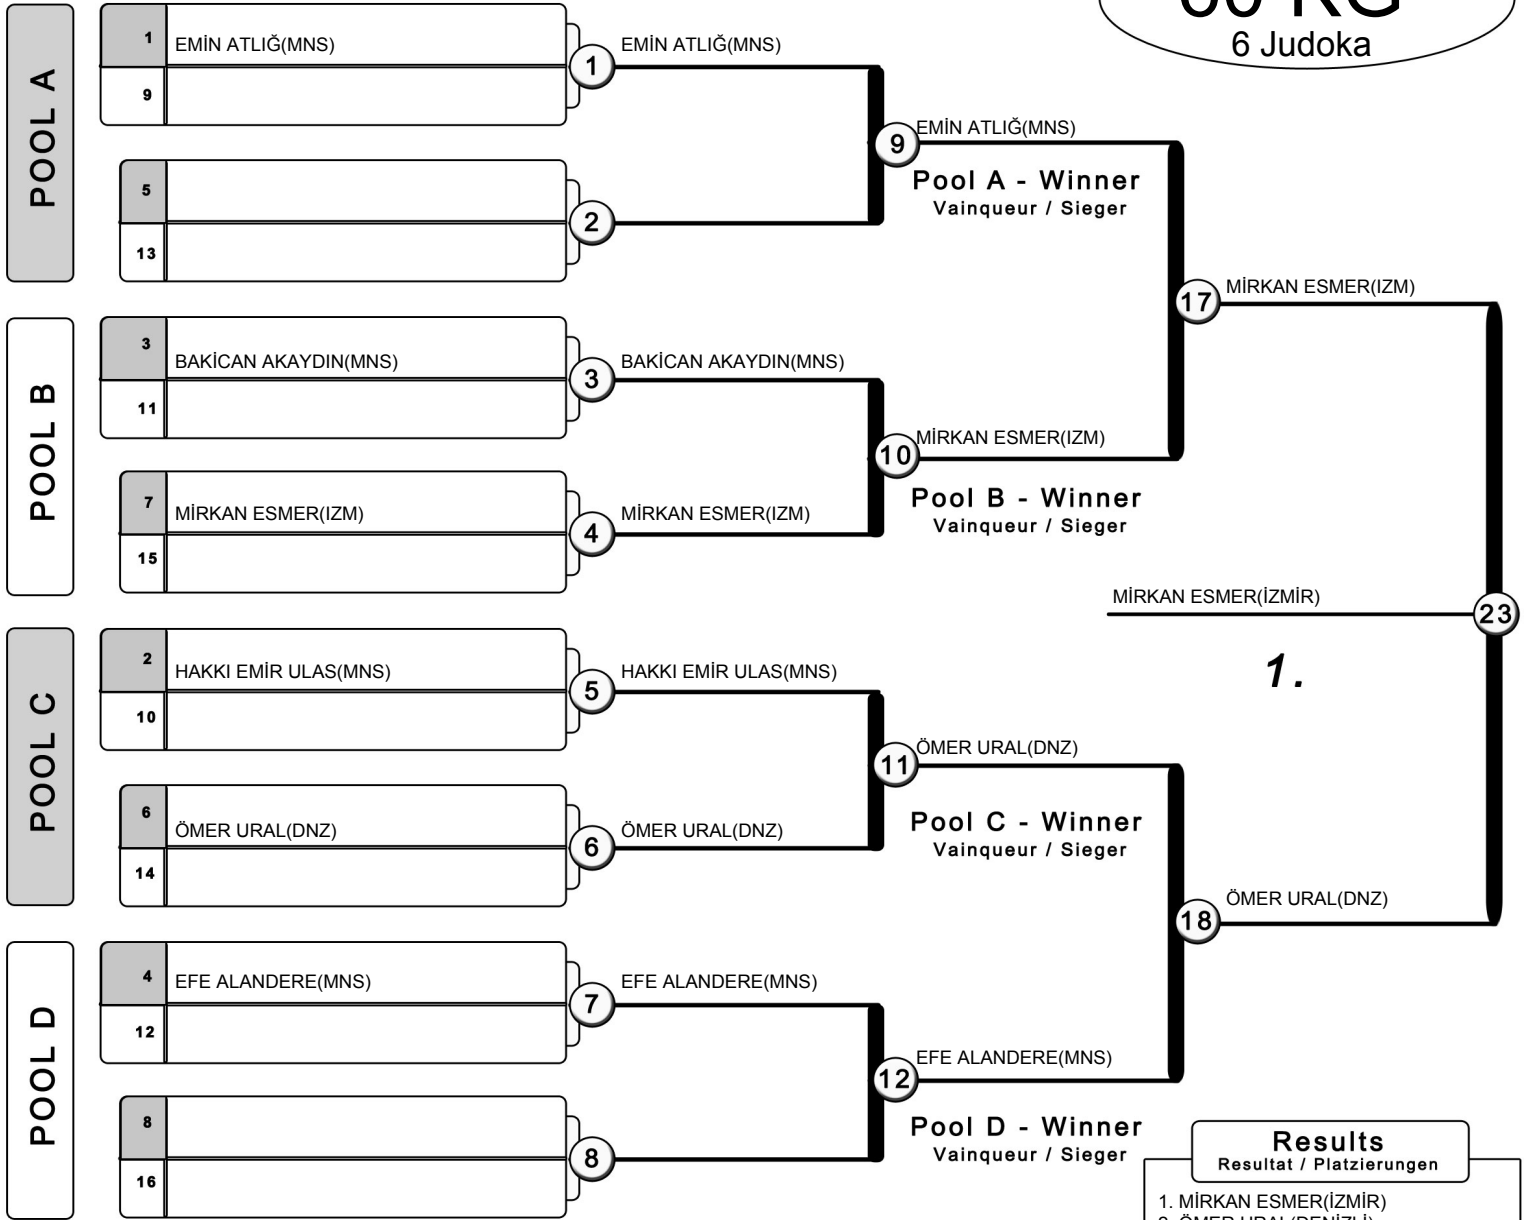 KG
6 Judoka
POOL A
1
EMİN ATLIĞ(MNS)
9
5
13
1
EMİN ATLIĞ(MNS)
2
9
EMİN ATLIĞ(MNS)
Pool A - Winner
Vainqueur / Sieger
POOL B
3
BAKİCAN AKAYDIN(MNS)
11
7
MİRKAN ESMER(IZM)
15
3
BAKİCAN AKAYDIN(MNS)
4
MİRKAN ESMER(IZM)
10
MİRKAN ESMER(IZM)
Pool B - Winner
Vainqueur / Sieger
17
MİRKAN ESMER(IZM)
MİRKAN ESMER(İZMİR)
23
1.
POOL C
2
HAKKI EMİR ULAS(MNS)
10
6
ÖMER URAL(DNZ)
14
5
HAKKI EMİR ULAS(MNS)
6
ÖMER URAL(DNZ)
11
ÖMER URAL(DNZ)
Pool C - Winner
Vainqueur / Sieger
18
ÖMER URAL(DNZ)
POOL D
4
EFE ALANDERE(MNS)
12
8
16
7
EFE ALANDERE(MNS)
8
12
EFE ALANDERE(MNS)
Pool D - Winner
Vainqueur / Sieger
Results
Resultat / Platzierungen
1. MİRKAN ESMER(İZMİR)
2. ÖMER URAL(DENİZLİ)